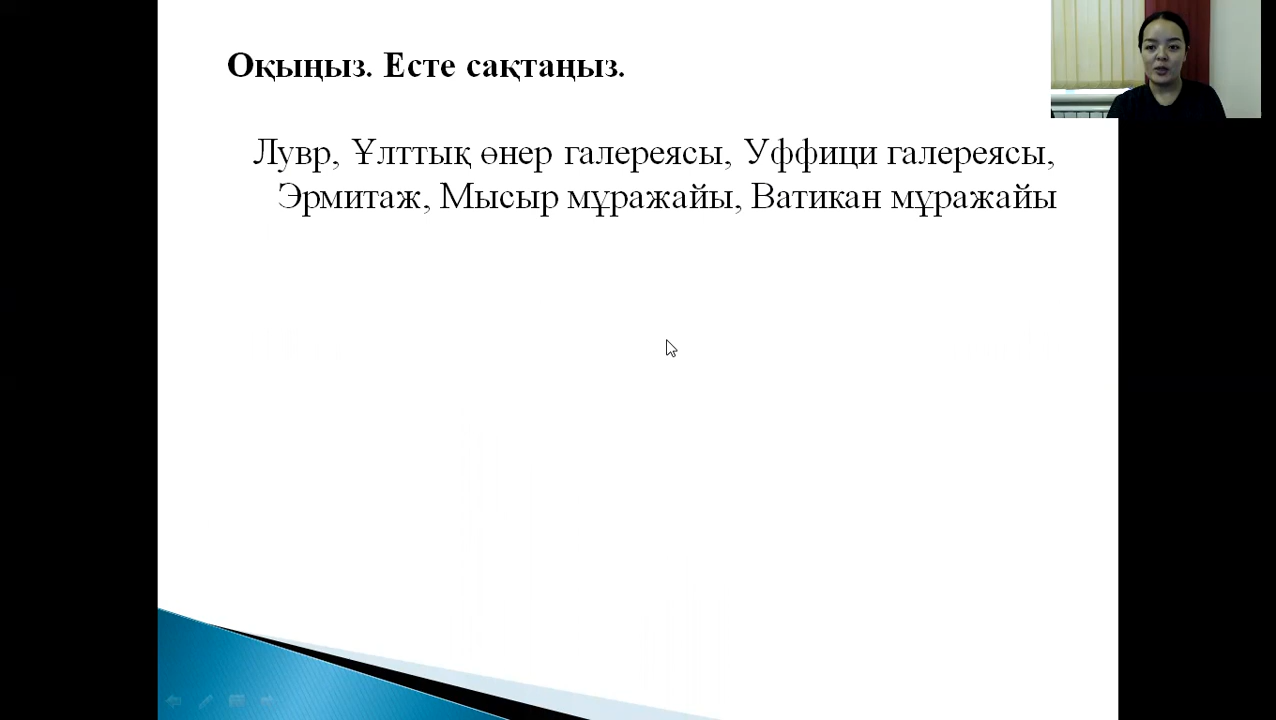 Оқыңыз. Есте сақтаңыз.
Лувр, Ұлттық өнер галереясы, Уффици галереясы,
Эрмитаж, Мысыр мұражайы, Ватикан мұражайы